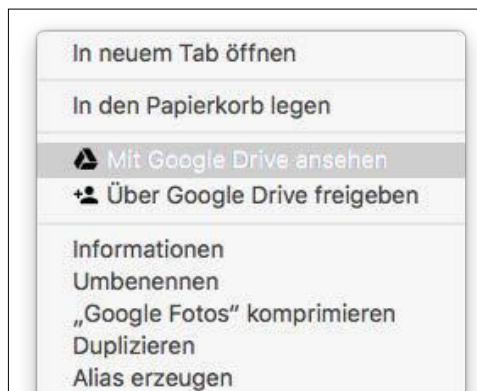 In neuem Tab öffnen
In den Papierkorb legen
Mit Google Drive ansehen
Über Google Drive freigeben
Informationen
Umbenennen
„Google Fotos“ komprimieren
Duplizieren
Alias erzeugen